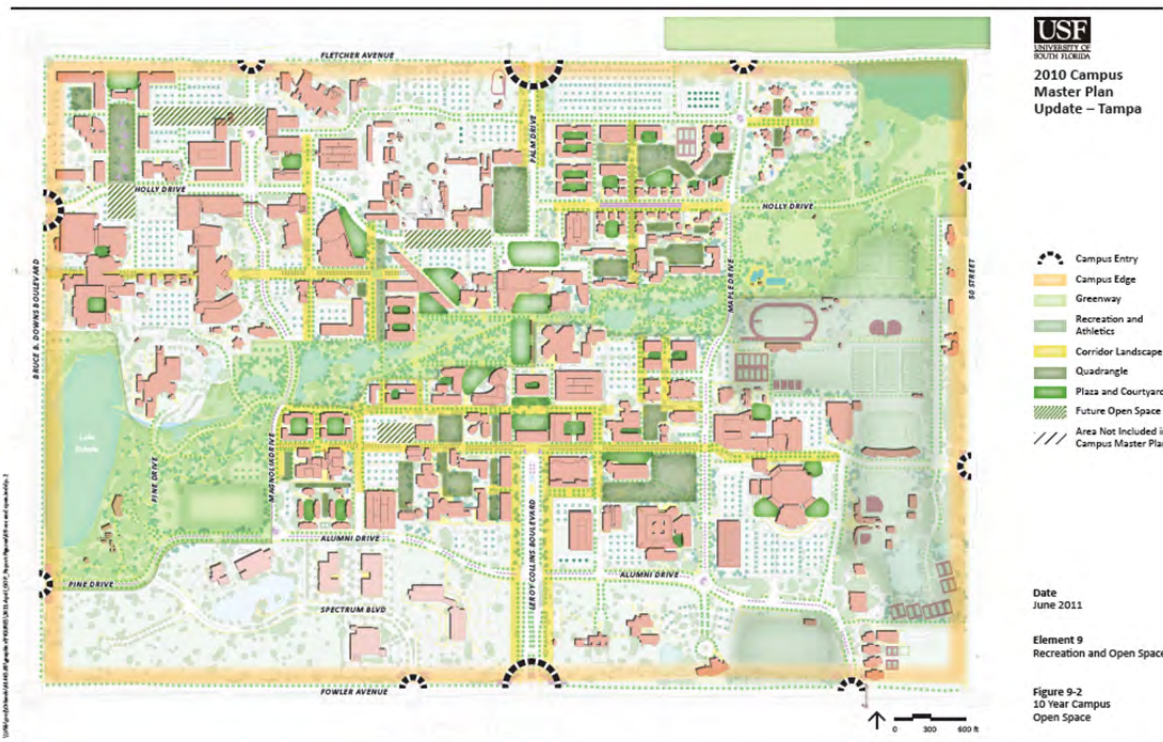 USF
UNIVERSITY OF
SOUTH FLORIDA
2010 Campus
Master Plan
Update – Tampa
FLETCHER AVENUE
PALM DRIVE
HOLLY DRIVE
HOLLY DRIVE
BRUCE B. DOWNS BOULEVARD
50 STREET
MAPLE DRIVE
Lake
PINE DRIVE
MAGNOLIA DRIVE
LEROY COLLINS BOULEVARD
ALUMNI DRIVE
ALUMNI DRIVE
PINE DRIVE
SPECTRUM BLVD
FOWLER AVENUE
Campus Entry
Campus Edge
Greenway
Recreation and
Athletics
Corridor Landscape
Quadrangle
Plaza and Courtyard
Future Open Space
Area Not Included in
Campus Master Plan
Date
June 2011
Element 9
Recreation and Open Space
Figure 9-2
10 Year Campus
Open Space
0 300 600 ft